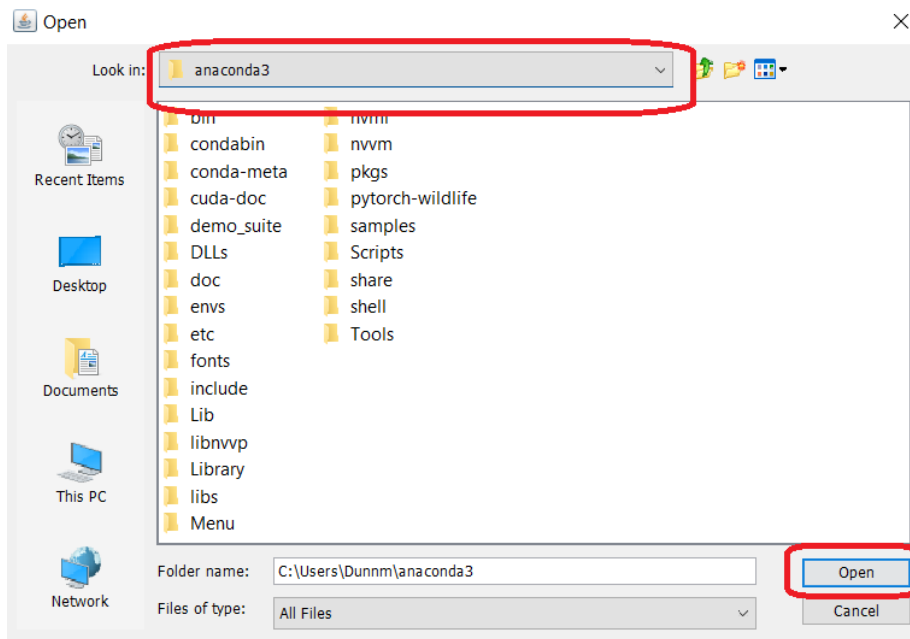 Open
Look in: anaconda3
Recent Items
Desktop
Documents
This PC
Network
bin
condabin
conda-meta
cuda-doc
demo_suite
DLLs
doc
envs
etc
fonts
include
Lib
libnvvp
Library
libs
Menu
nvml
nvvm
pkgs
pytorch-wildlife
samples
Scripts
share
shell
Tools
Folder name: C:\Users\Dunnm\anaconda3
Open
Files of type: All Files
Cancel